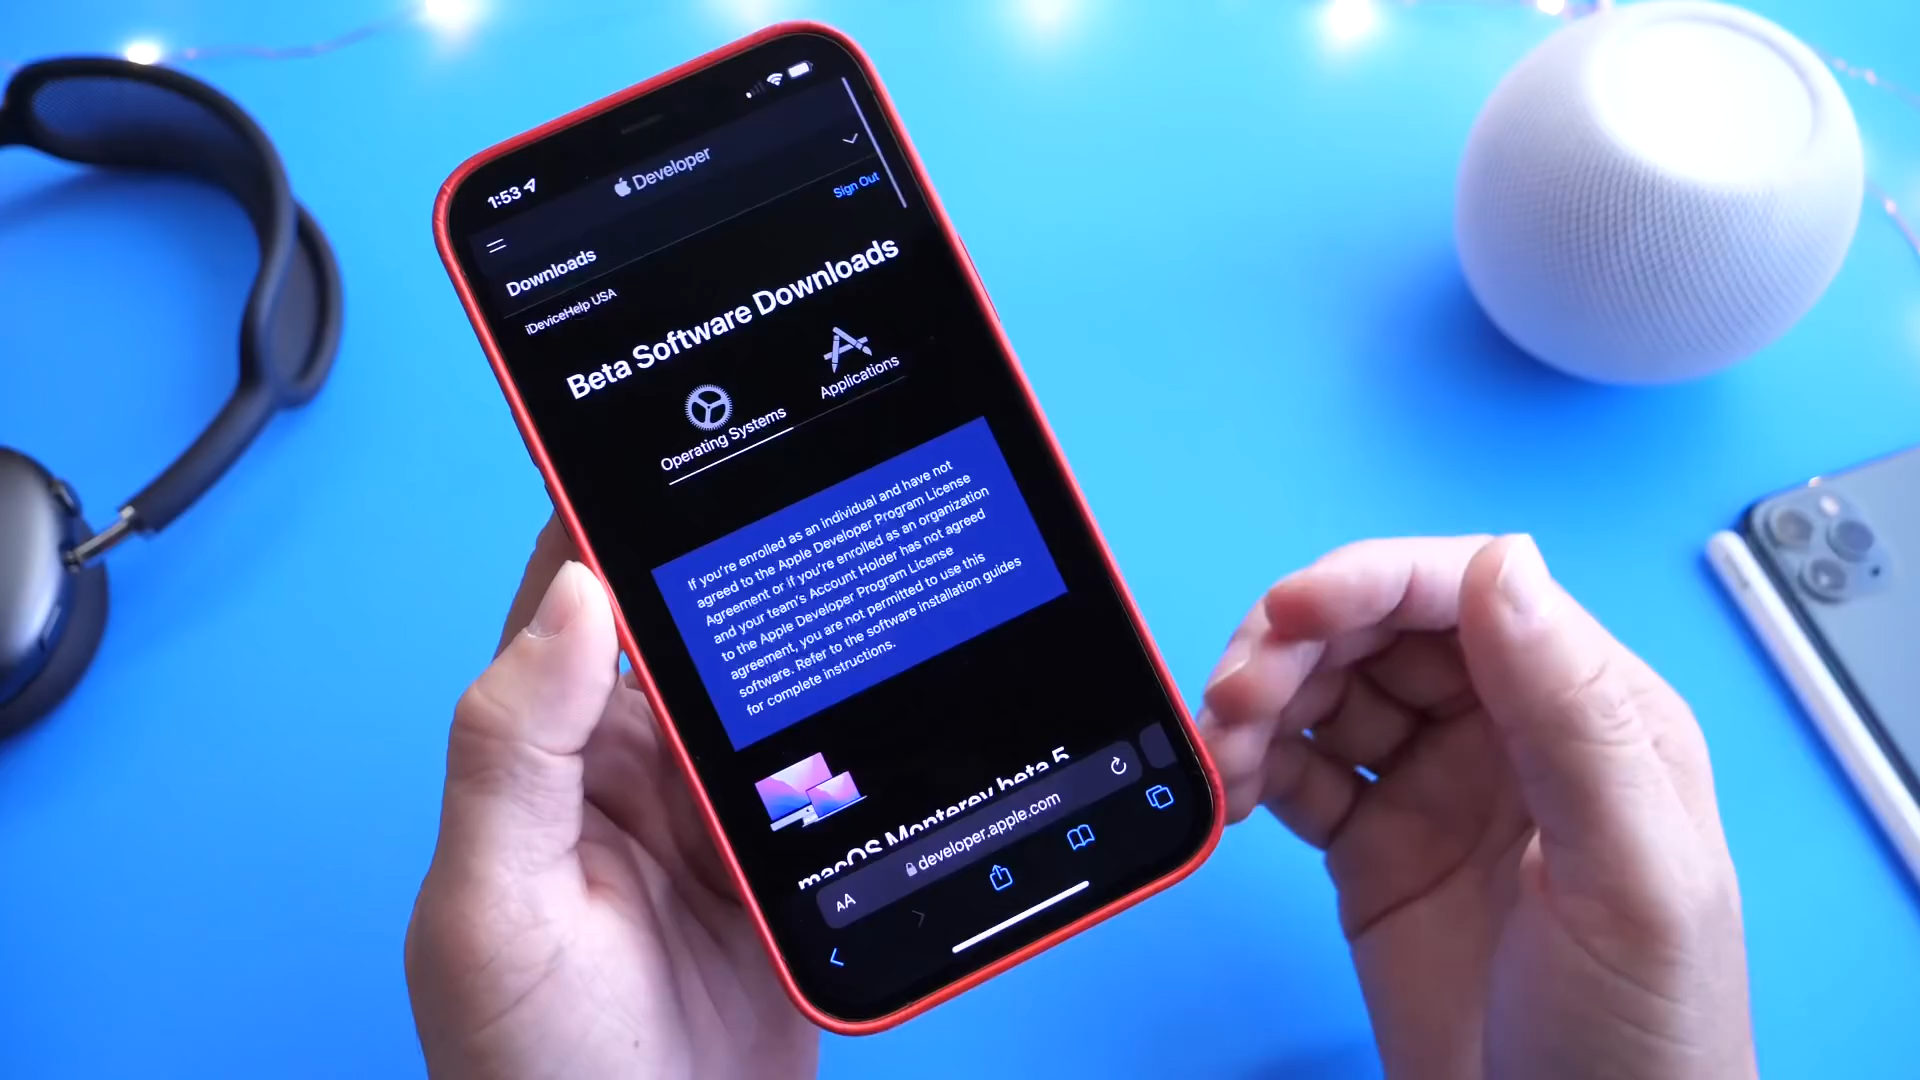 1:53
Developer
Sign Out
Downloads
iDeviceHelp USA
Beta Software Downloads
Operating Systems
Applications
If you're enrolled as an individual and have not
agreed to the Apple Developer Program License
Agreement or if you're enrolled as an organization
and your team's Account Holder has not agreed
to the Apple Developer Program License
agreement, you are not permitted to use this
software. Refer to the software installation guides
for complete instructions.
macOS Monterey beta 5
AA
developer.apple.com